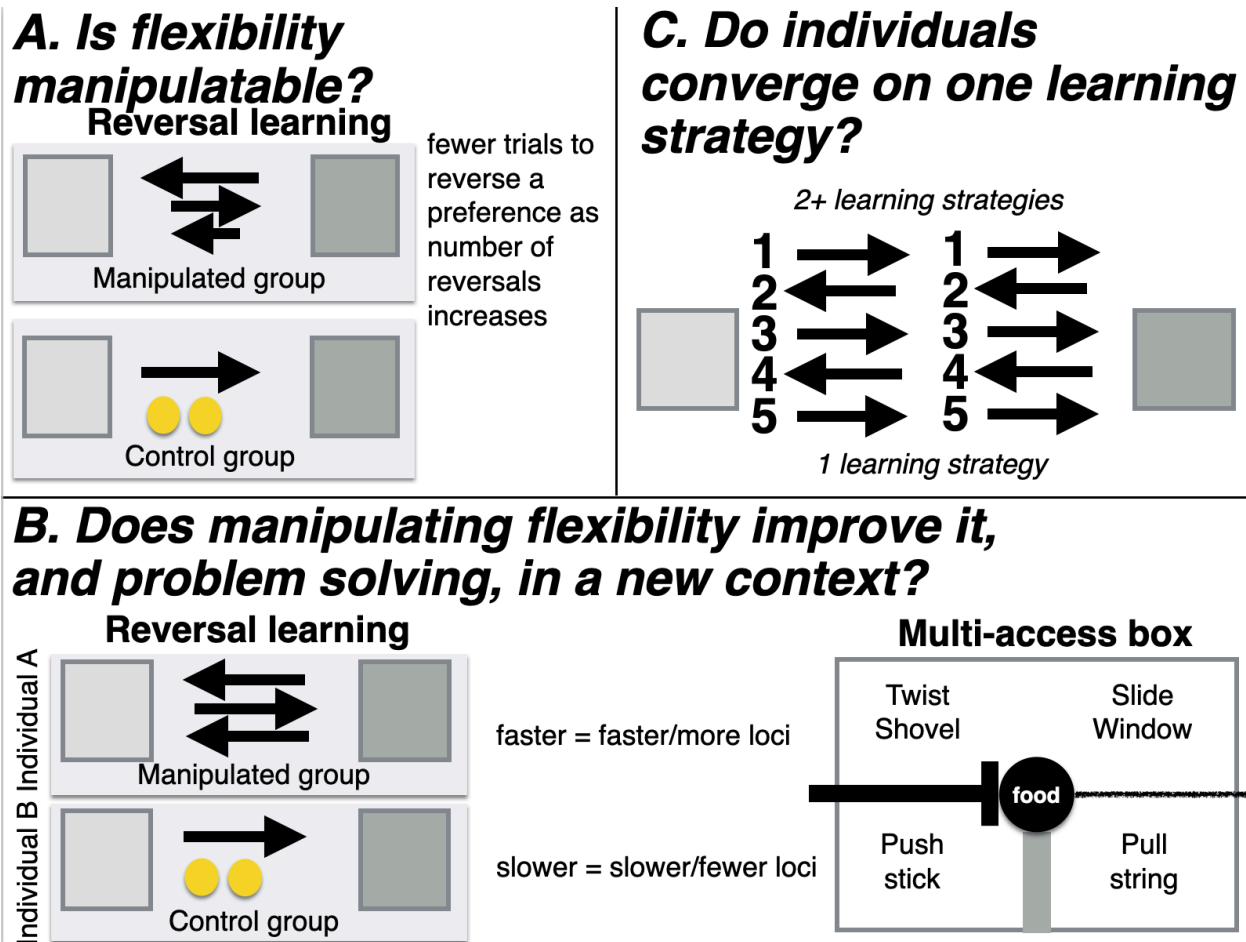 A. Is flexibility
manipulatable?
Reversal learning
Manipulated group
Control group
fewer trials to
reverse a
preference as
number of
reversals
increases
C. Do individuals
converge on one learning
strategy?
2+ learning strategies
1 1
2 2
3 3
4 4
5 5
1 learning strategy
B. Does manipulating flexibility improve it,
and problem solving, in a new context?
Reversal learning
Individual A
Manipulated group
Individual B
Control group
faster = faster/more loci
slower = slower/fewer loci
Multi-access box
Twist
Shovel
Slide
Window
food
Push
stick
Pull
string